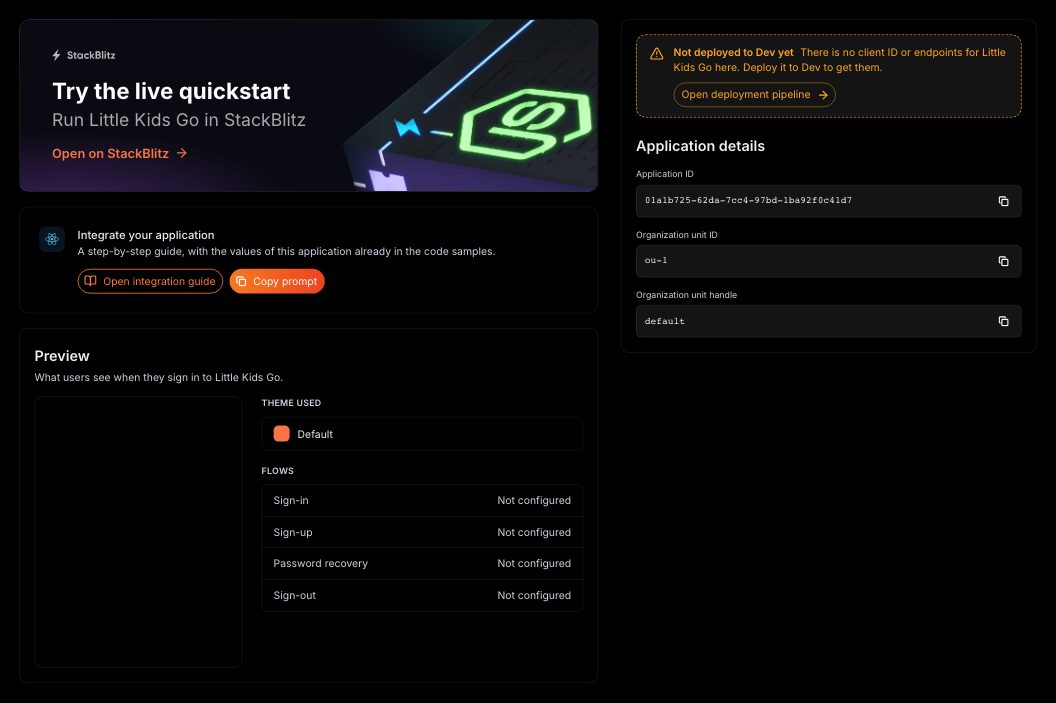 StackBlitz
Try the live quickstart
Run Little Kids Go in StackBlitz
Open on StackBlitz
Integrate your application
A step-by-step guide, with the values of this application already in the code samples.
Open integration guide
Copy prompt
Preview
What users see when they sign in to Little Kids Go.
THEME USED
Default
FLOWS
Sign-in Not configured
Sign-up Not configured
Password recovery Not configured
Sign-out Not configured
Not deployed to Dev yet There is no client ID or endpoints for Little
Kids Go here. Deploy it to Dev to get them.
Open deployment pipeline
Application details
Application ID
01a1b725-62da-7cc4-97bd-1ba92f0c41d7
Organization unit ID
ou-1
Organization unit handle
default